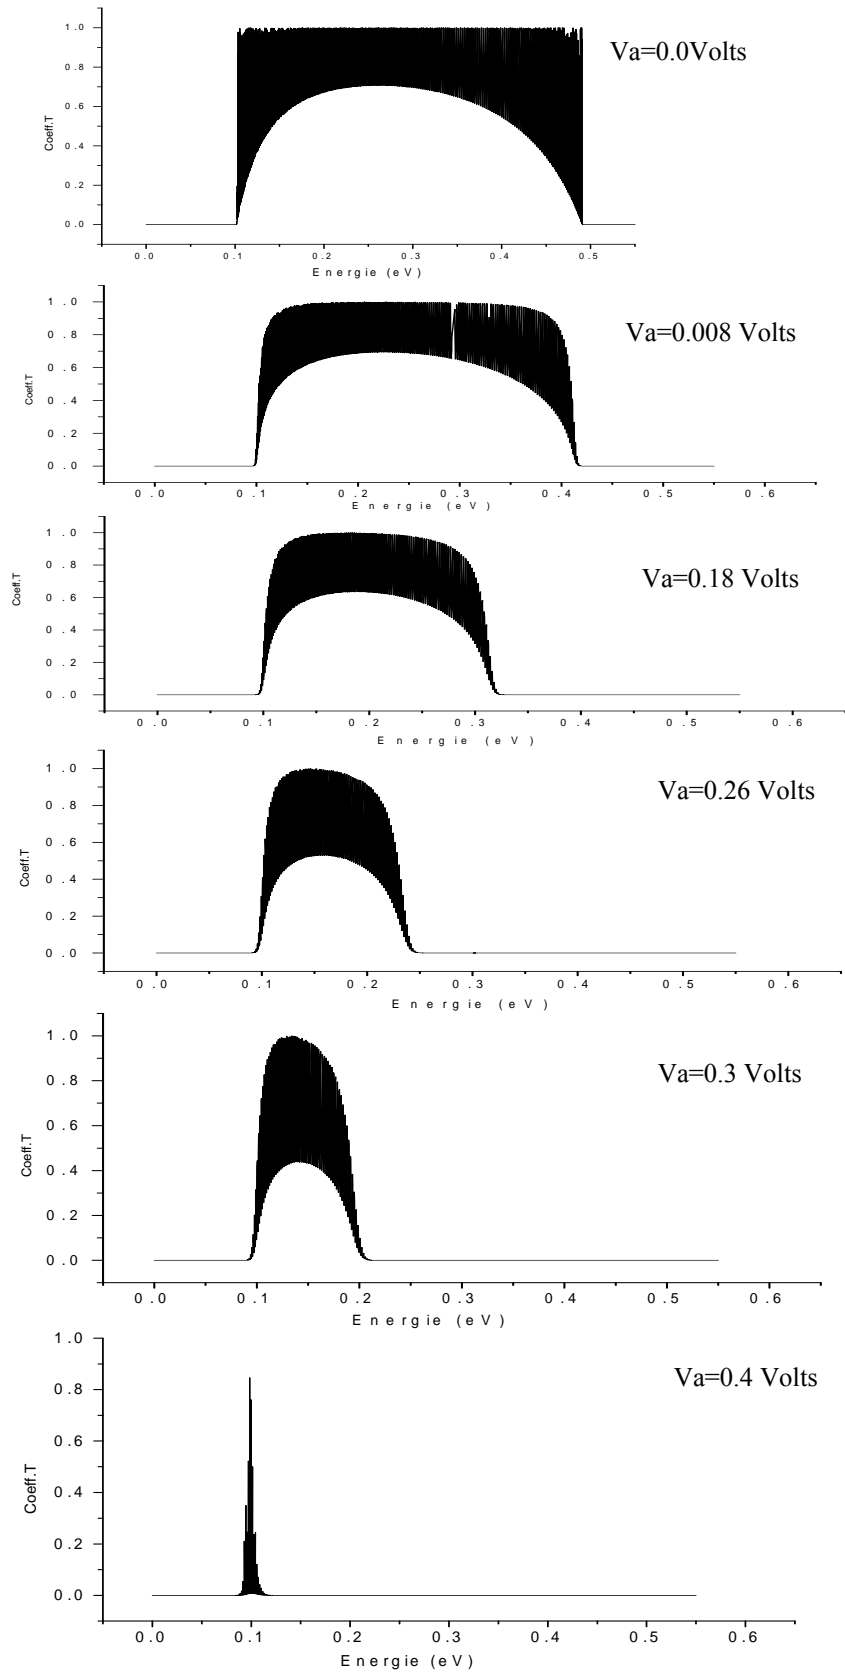 Va=0.0Volts
1.0
0.8
0.6
0.4
0.2
0.0
Coeff.T
0.0 0.1 0.2 0.3 0.4 0.5
Energie (eV)
Va=0.008 Volts
1.0
0.8
0.6
0.4
0.2
0.0
Coeff.T
0.0 0.1 0.2 0.3 0.4 0.5 0.6
Energie (eV)
Va=0.18 Volts
1.0
0.8
0.6
0.4
0.2
0.0
Coeff.T
0.0 0.1 0.2 0.3 0.4 0.5 0.6
Energie (eV)
Va=0.26 Volts
1.0
0.8
0.6
0.4
0.2
0.0
Coeff.T
0.0 0.1 0.2 0.3 0.4 0.5 0.6
Energie (eV)
Va=0.3 Volts
1.0
0.8
0.6
0.4
0.2
0.0
Coeff.T
0.0 0.1 0.2 0.3 0.4 0.5 0.6
Energie (eV)
Va=0.4 Volts
1.0
0.8
0.6
0.4
0.2
0.0
Coeff.T
0.0 0.1 0.2 0.3 0.4 0.5 0.6
Energie (eV)